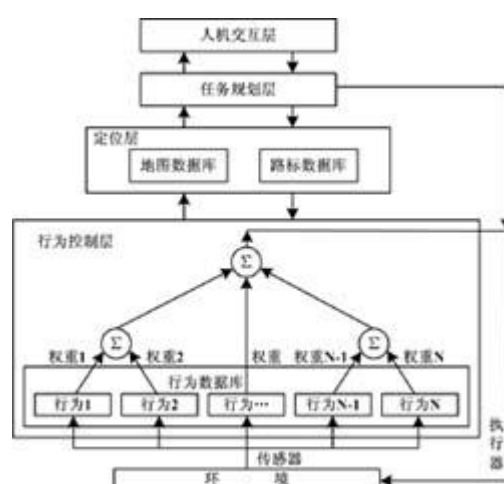 人机交互层
任务规划层
定位层
地图数据库 路标数据库
行为控制层
Σ
Σ Σ
权重1 权重2 权重 权重N-1 权重N
行为数据库
行为1 行为2 行为… 行为N-1 行为N
执行器
传感器
环 境